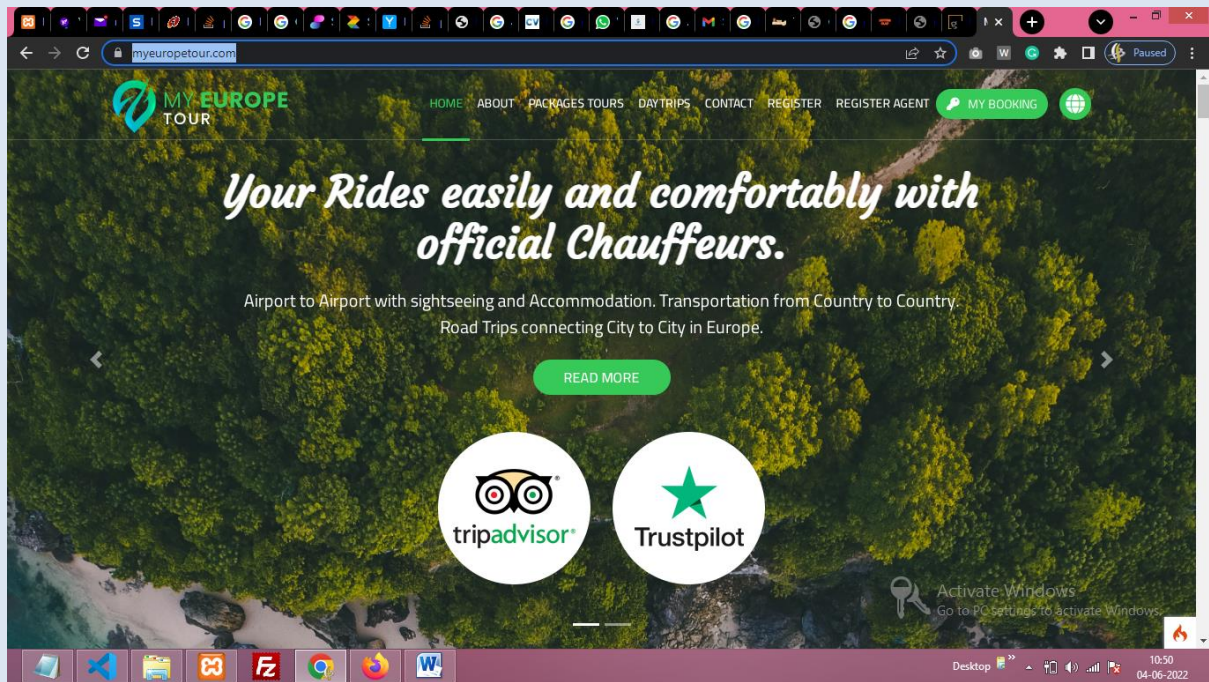 myeuropetour.com
Paused
MY EUROPE
TOUR
HOME ABOUT PACKAGES TOURS DAYTRIPS CONTACT REGISTER REGISTER AGENT MY BOOKING
Your Rides easily and comfortably with
official Chauffeurs.
Airport to Airport with sightseeing and Accommodation. Transportation from Country to Country.
Road Trips connecting City to City in Europe.
READ MORE
tripadvisor®
Trustpilot
Activate Windows
Go to PC settings to activate Windows.
Desktop
10:50
04-06-2022